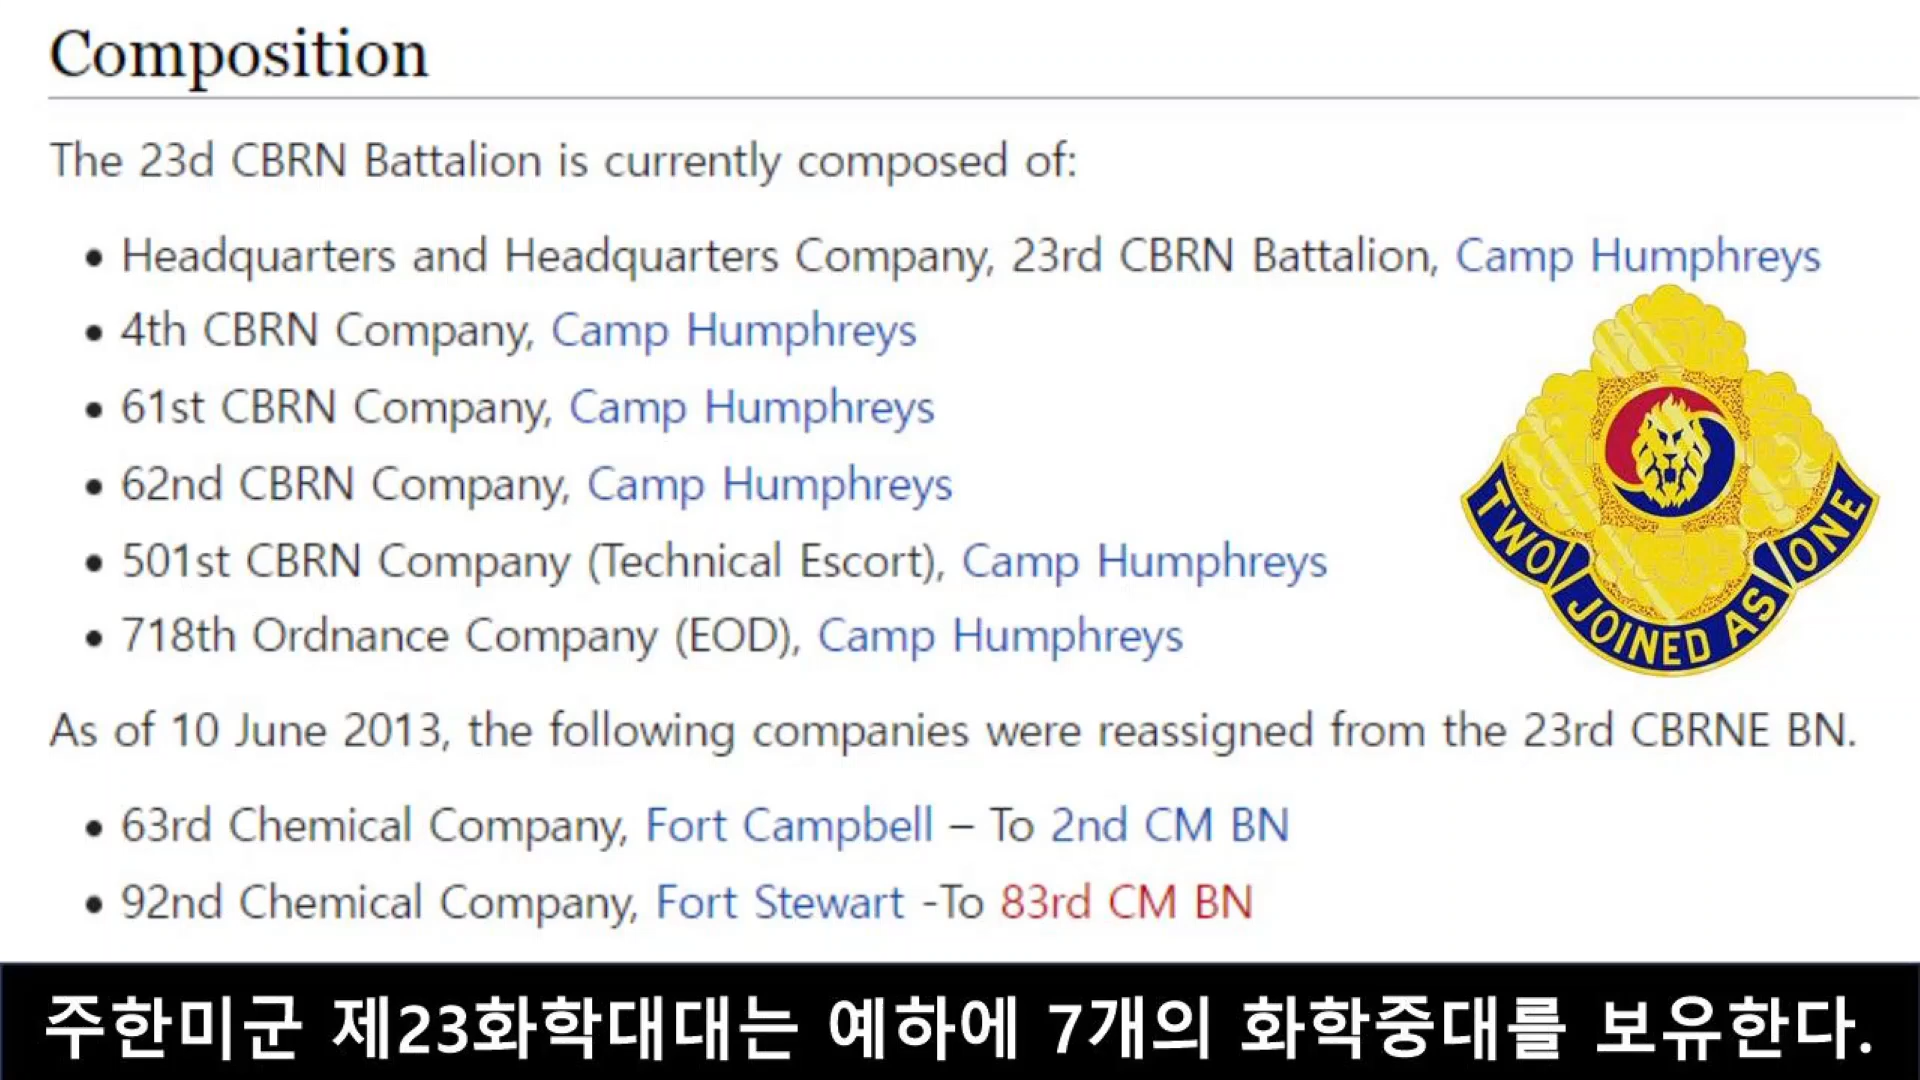 Composition
The 23d CBRN Battalion is currently composed of:
• Headquarters and Headquarters Company, 23rd CBRN Battalion, Camp Humphreys
• 4th CBRN Company, Camp Humphreys
• 61st CBRN Company, Camp Humphreys
• 62nd CBRN Company, Camp Humphreys
• 501st CBRN Company (Technical Escort), Camp Humphreys
• 718th Ordnance Company (EOD), Camp Humphreys
TWO JOINED AS ONE
As of 10 June 2013, the following companies were reassigned from the 23rd CBRNE BN.
• 63rd Chemical Company, Fort Campbell – To 2nd CM BN
• 92nd Chemical Company, Fort Stewart -To 83rd CM BN
주한미군 제23화학대대는 예하에 7개의 화학중대를 보유한다.